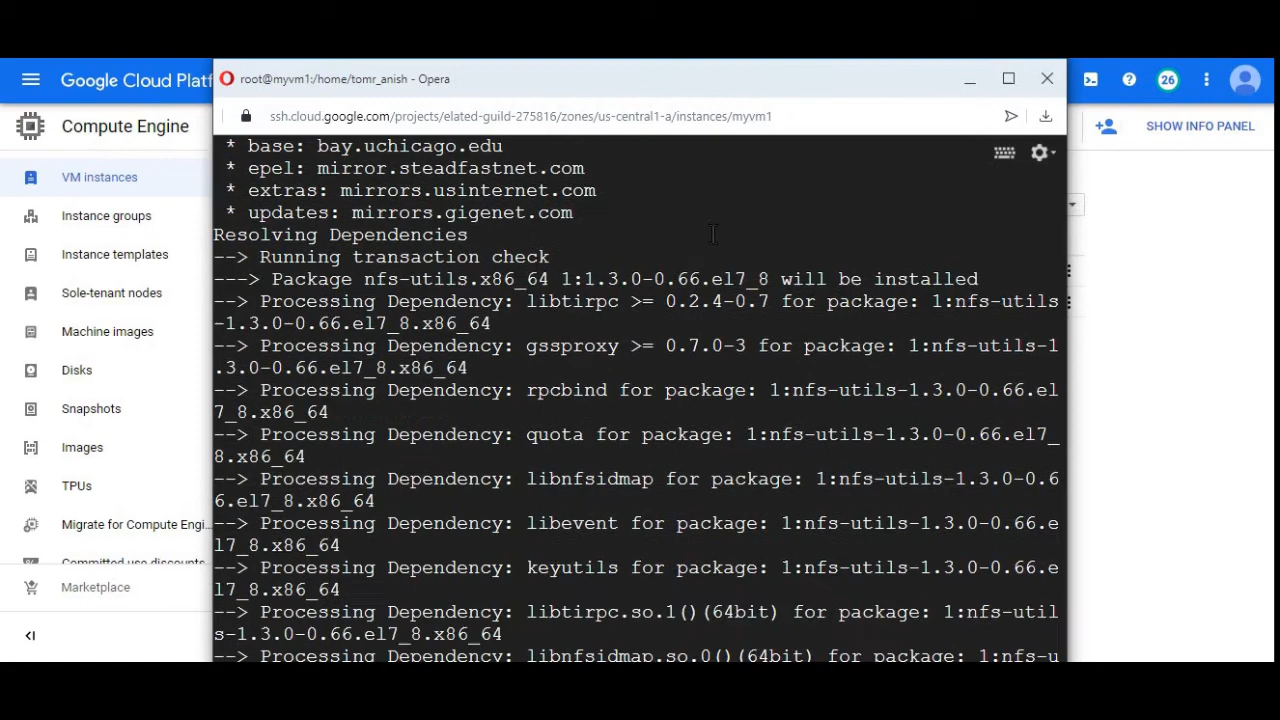 Google Cloud Platf
root@myvm1:/home/tomr_anish - Opera
26
ssh.cloud.google.com/projects/elated-guild-275816/zones/us-central1-a/instances/myvm1
Compute Engine
SHOW INFO PANEL
VM instances
Instance groups
Instance templates
Sole-tenant nodes
Machine images
Disks
Snapshots
Images
TPUs
Migrate for Compute Engi...
Committed use discounts
Marketplace
* base: bay.uchicago.edu
* epel: mirror.steadfastnet.com
* extras: mirrors.usinternet.com
* updates: mirrors.gigenet.com
Resolving Dependencies
--> Running transaction check
---> Package nfs-utils.x86_64 1:1.3.0-0.66.el7_8 will be installed
--> Processing Dependency: libtirpc >= 0.2.4-0.7 for package: 1:nfs-utils
-1.3.0-0.66.el7_8.x86_64
--> Processing Dependency: gssproxy >= 0.7.0-3 for package: 1:nfs-utils-1
.3.0-0.66.el7_8.x86_64
--> Processing Dependency: rpcbind for package: 1:nfs-utils-1.3.0-0.66.el
7_8.x86_64
--> Processing Dependency: quota for package: 1:nfs-utils-1.3.0-0.66.el7_
8.x86_64
--> Processing Dependency: libnfsidmap for package: 1:nfs-utils-1.3.0-0.6
6.el7_8.x86_64
--> Processing Dependency: libevent for package: 1:nfs-utils-1.3.0-0.66.e
l7_8.x86_64
--> Processing Dependency: keyutils for package: 1:nfs-utils-1.3.0-0.66.e
l7_8.x86_64
--> Processing Dependency: libtirpc.so.1()(64bit) for package: 1:nfs-util
s-1.3.0-0.66.el7_8.x86_64
--> Processing Dependency: libnfsidmap.so.0()(64bit) for package: 1:nfs-u